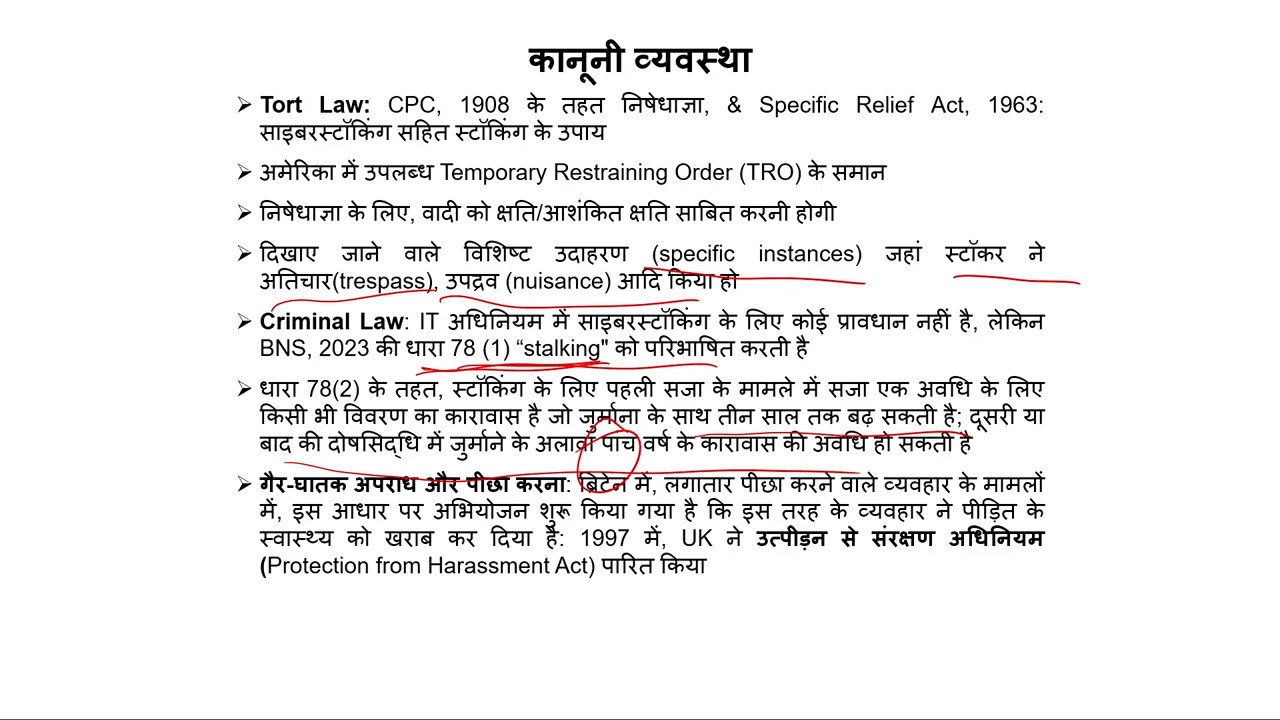 कानूनी व्यवस्था
➢ Tort Law: CPC, 1908 के तहत निषेधाज्ञा, & Specific Relief Act, 1963:
साइबरस्टॉकिंग सहित स्टॉकिंग के उपाय
➢ अमेरिका में उपलब्ध Temporary Restraining Order (TRO) के समान
➢ निषेधाज्ञा के लिए, वादी को क्षति/आशंकित क्षति साबित करनी होगी
➢ दिखाए जाने वाले विशिष्ट उदाहरण (specific instances) जहां स्टॉकर ने
अतिचार(trespass), उपद्रव (nuisance) आदि किया हो
➢ Criminal Law: IT अधिनियम में साइबरस्टॉकिंग के लिए कोई प्रावधान नहीं है, लेकिन
BNS, 2023 की धारा 78 (1) “stalking" को परिभाषित करती है
➢ धारा 78(2) के तहत, स्टॉकिंग के लिए पहली सजा के मामले में सजा एक अवधि के लिए
किसी भी विवरण का कारावास है जो जुर्माना के साथ तीन साल तक बढ़ सकती है; दूसरी या
बाद की दोषसिद्धि में जुर्माने के अलावा पांच वर्ष के कारावास की अवधि हो सकती है
➢ गैर-घातक अपराध और पीछा करना: ब्रिटेन में, लगातार पीछा करने वाले व्यवहार के मामलों
में, इस आधार पर अभियोजन शुरू किया गया है कि इस तरह के व्यवहार ने पीड़ित के
स्वास्थ्य को खराब कर दिया है: 1997 में, UK ने उत्पीड़न से संरक्षण अधिनियम
(Protection from Harassment Act) पारित किया